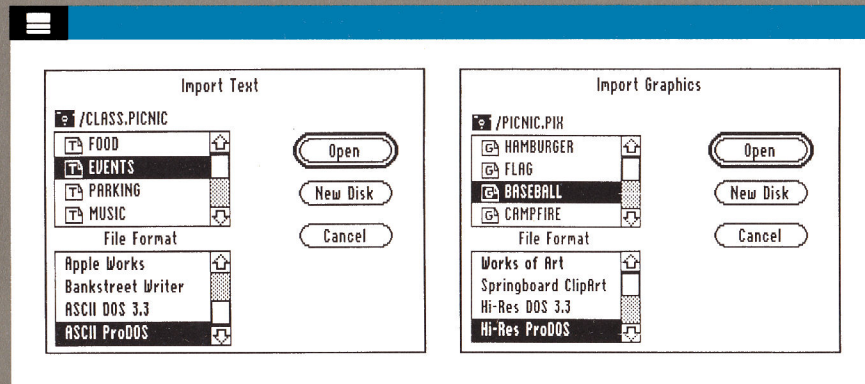 Import Text
/CLASS.PICNIC
FOOD
EVENTS
PARKING
MUSIC
File Format
Apple Works
Bankstreet Writer
ASCII DOS 3.3
ASCII ProDOS
Open
New Disk
Cancel
Import Graphics
/PICNIC.PIX
HAMBURGER
FLAG
BASEBALL
CAMPFIRE
File Format
Works of Art
Springboard ClipArt
Hi-Res DOS 3.3
Hi-Res ProDOS
Open
New Disk
Cancel